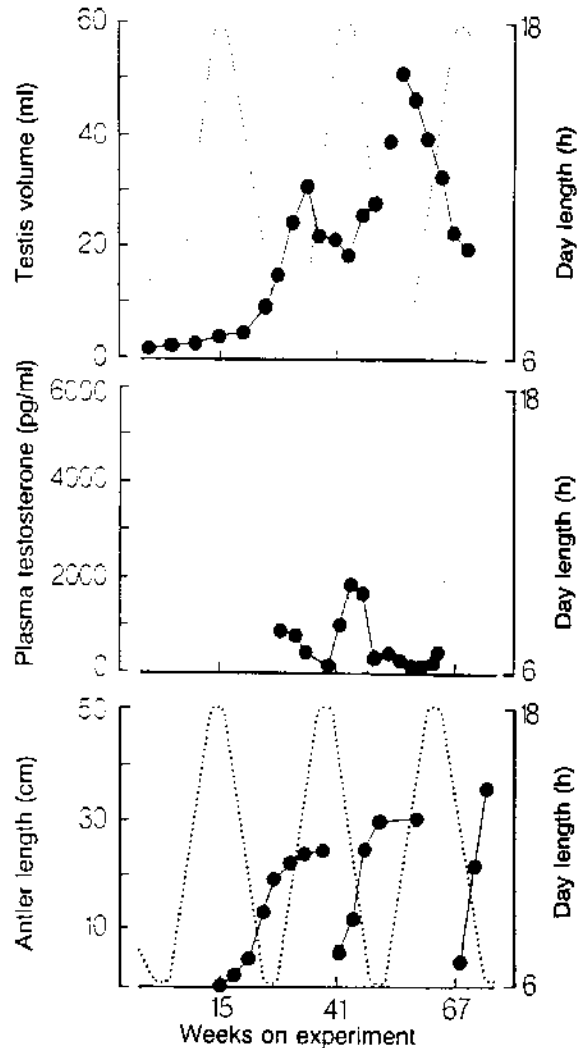 60
40
20
0
Testis volume (ml)
18
6
Day length (h)
6000
4000
2000
0
Plasma testosterone (pg/ml)
18
6
Day length (h)
50
30
10
Antler length (cm)
18
6
Day length (h)
15 41 67
Weeks on experiment